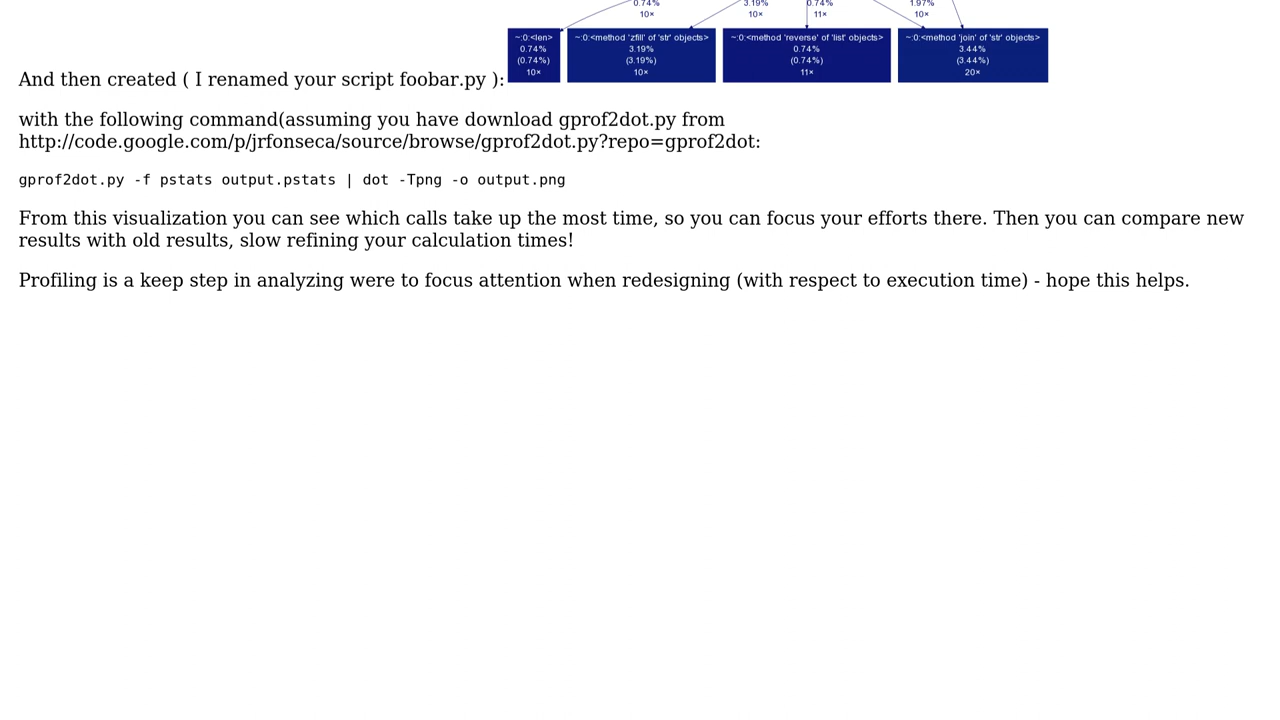 0.74%
10×
3.19%
10×
0.74%
11×
1.97%
10×
~:0:<len>
0.74%
(0.74%)
10×
~:0:<method 'zfill' of 'str' objects>
3.19%
(3.19%)
10×
~:0:<method 'reverse' of 'list' objects>
0.74%
(0.74%)
11×
~:0:<method 'join' of 'str' objects>
3.44%
(3.44%)
20×
And then created ( I renamed your script foobar.py ):
with the following command(assuming you have download gprof2dot.py from
http://code.google.com/p/jrfonseca/source/browse/gprof2dot.py?repo=gprof2dot:
gprof2dot.py -f pstats output.pstats | dot -Tpng -o output.png
From this visualization you can see which calls take up the most time, so you can focus your efforts there. Then you can compare new
results with old results, slow refining your calculation times!
Profiling is a keep step in analyzing were to focus attention when redesigning (with respect to execution time) - hope this helps.